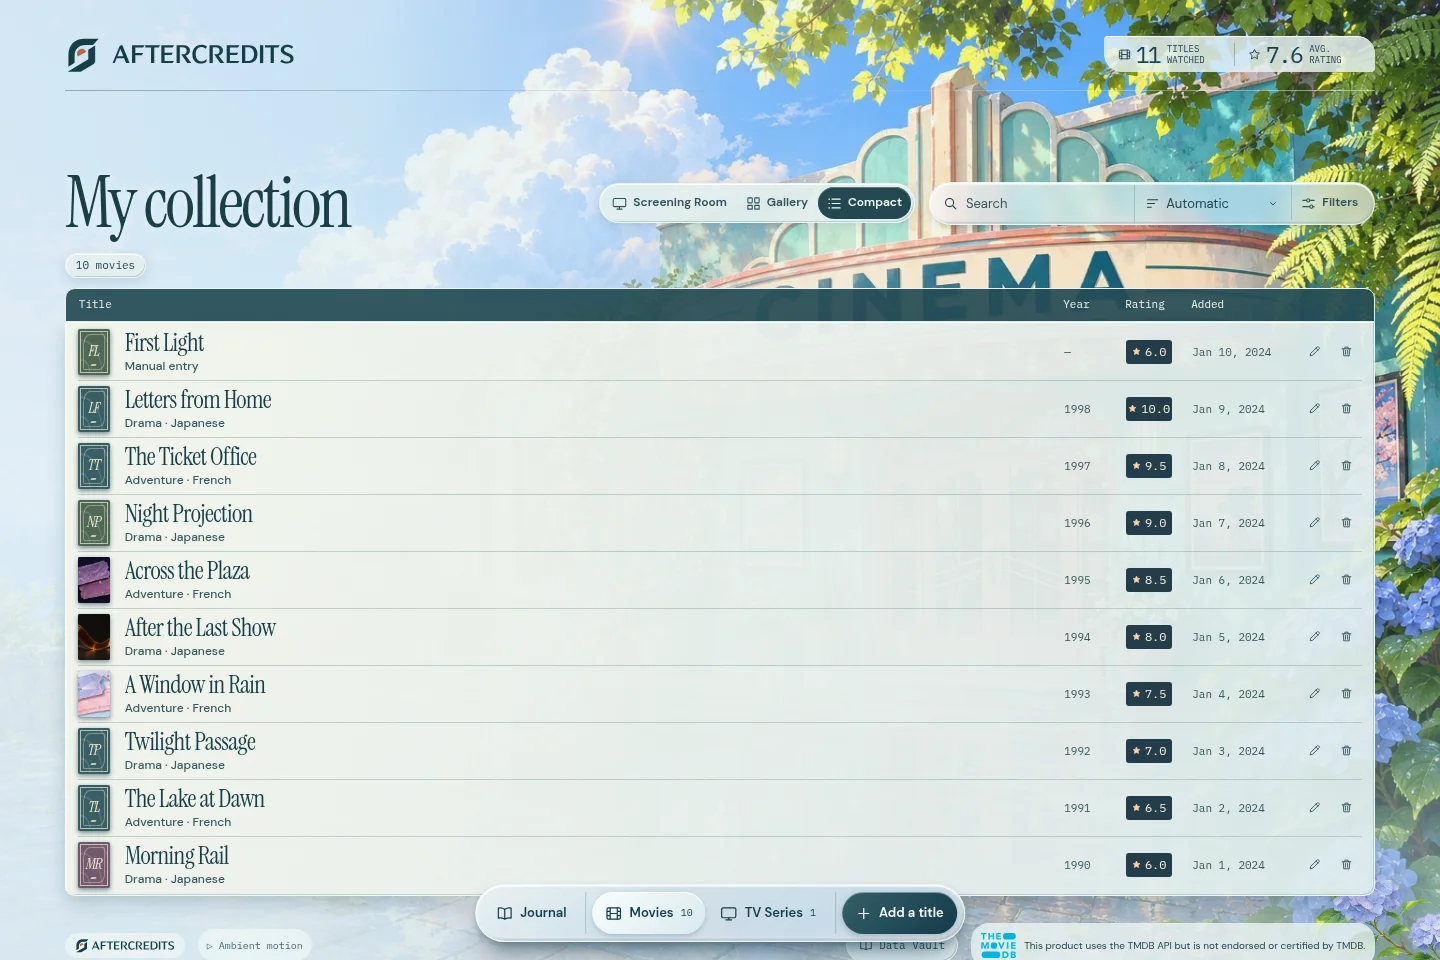 AFTERCREDITS
11 TITLES WATCHED
7.6 AVG. RATING
CINEMA
My collection
Screening Room
Gallery
Compact
Search
Automatic
Filters
10 movies
Title Year Rating Added
FL First Light — 6.0 Jan 10, 2024
Manual entry
LF Letters from Home 1998 10.0 Jan 9, 2024
Drama · Japanese
TT The Ticket Office 1997 9.5 Jan 8, 2024
Adventure · French
NP Night Projection 1996 9.0 Jan 7, 2024
Drama · Japanese
Across the Plaza 1995 8.5 Jan 6, 2024
Adventure · French
After the Last Show 1994 8.0 Jan 5, 2024
Drama · Japanese
A Window in Rain 1993 7.5 Jan 4, 2024
Adventure · French
TP Twilight Passage 1992 7.0 Jan 3, 2024
Drama · Japanese
TL The Lake at Dawn 1991 6.5 Jan 2, 2024
Adventure · French
MR Morning Rail 1990 6.0 Jan 1, 2024
Drama · Japanese
Journal
Movies 10
TV Series 1
Add a title
AFTERCREDITS
Ambient motion
Data Vault
THE MOVIE DB
This product uses the TMDB API but is not endorsed or certified by TMDB.